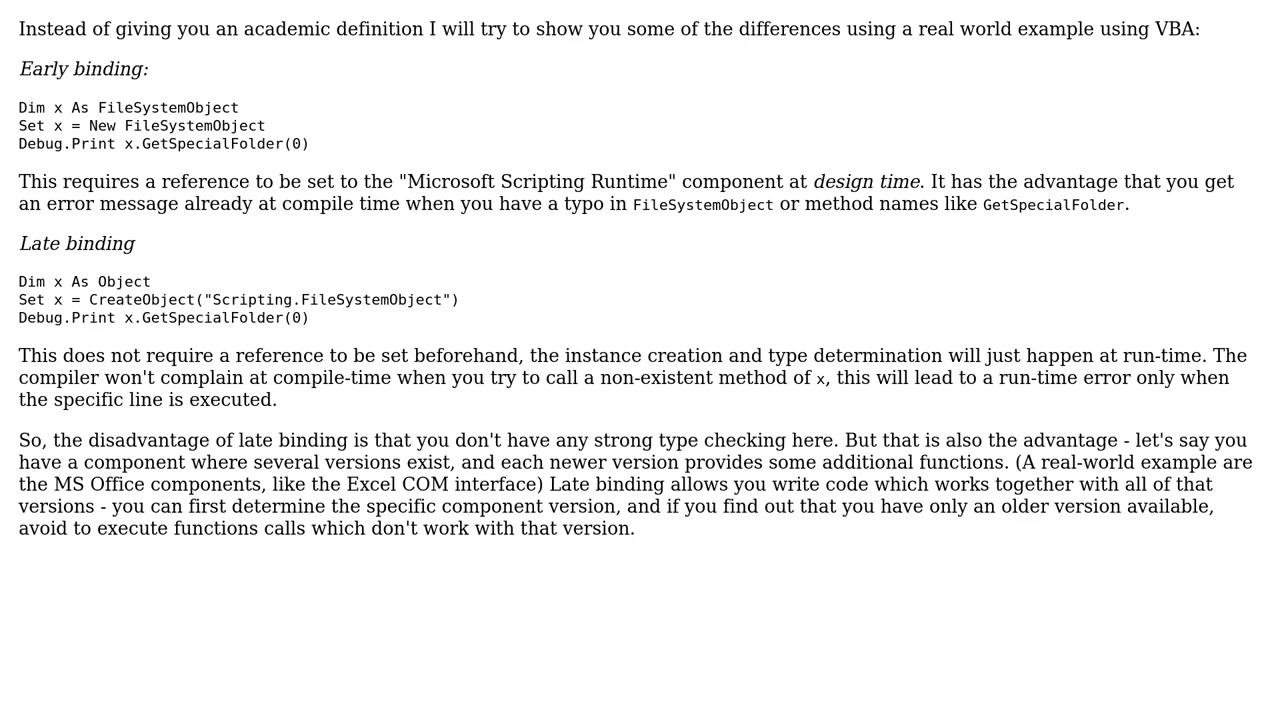 Instead of giving you an academic definition I will try to show you some of the differences using a real world example using VBA:
Early binding:
Dim x As FileSystemObject
Set x = New FileSystemObject
Debug.Print x.GetSpecialFolder(0)
This requires a reference to be set to the "Microsoft Scripting Runtime" component at design time. It has the advantage that you get
an error message already at compile time when you have a typo in FileSystemObject or method names like GetSpecialFolder.
Late binding
Dim x As Object
Set x = CreateObject("Scripting.FileSystemObject")
Debug.Print x.GetSpecialFolder(0)
This does not require a reference to be set beforehand, the instance creation and type determination will just happen at run-time. The
compiler won't complain at compile-time when you try to call a non-existent method of x, this will lead to a run-time error only when
the specific line is executed.
So, the disadvantage of late binding is that you don't have any strong type checking here. But that is also the advantage - let's say you
have a component where several versions exist, and each newer version provides some additional functions. (A real-world example are
the MS Office components, like the Excel COM interface) Late binding allows you write code which works together with all of that
versions - you can first determine the specific component version, and if you find out that you have only an older version available,
avoid to execute functions calls which don't work with that version.